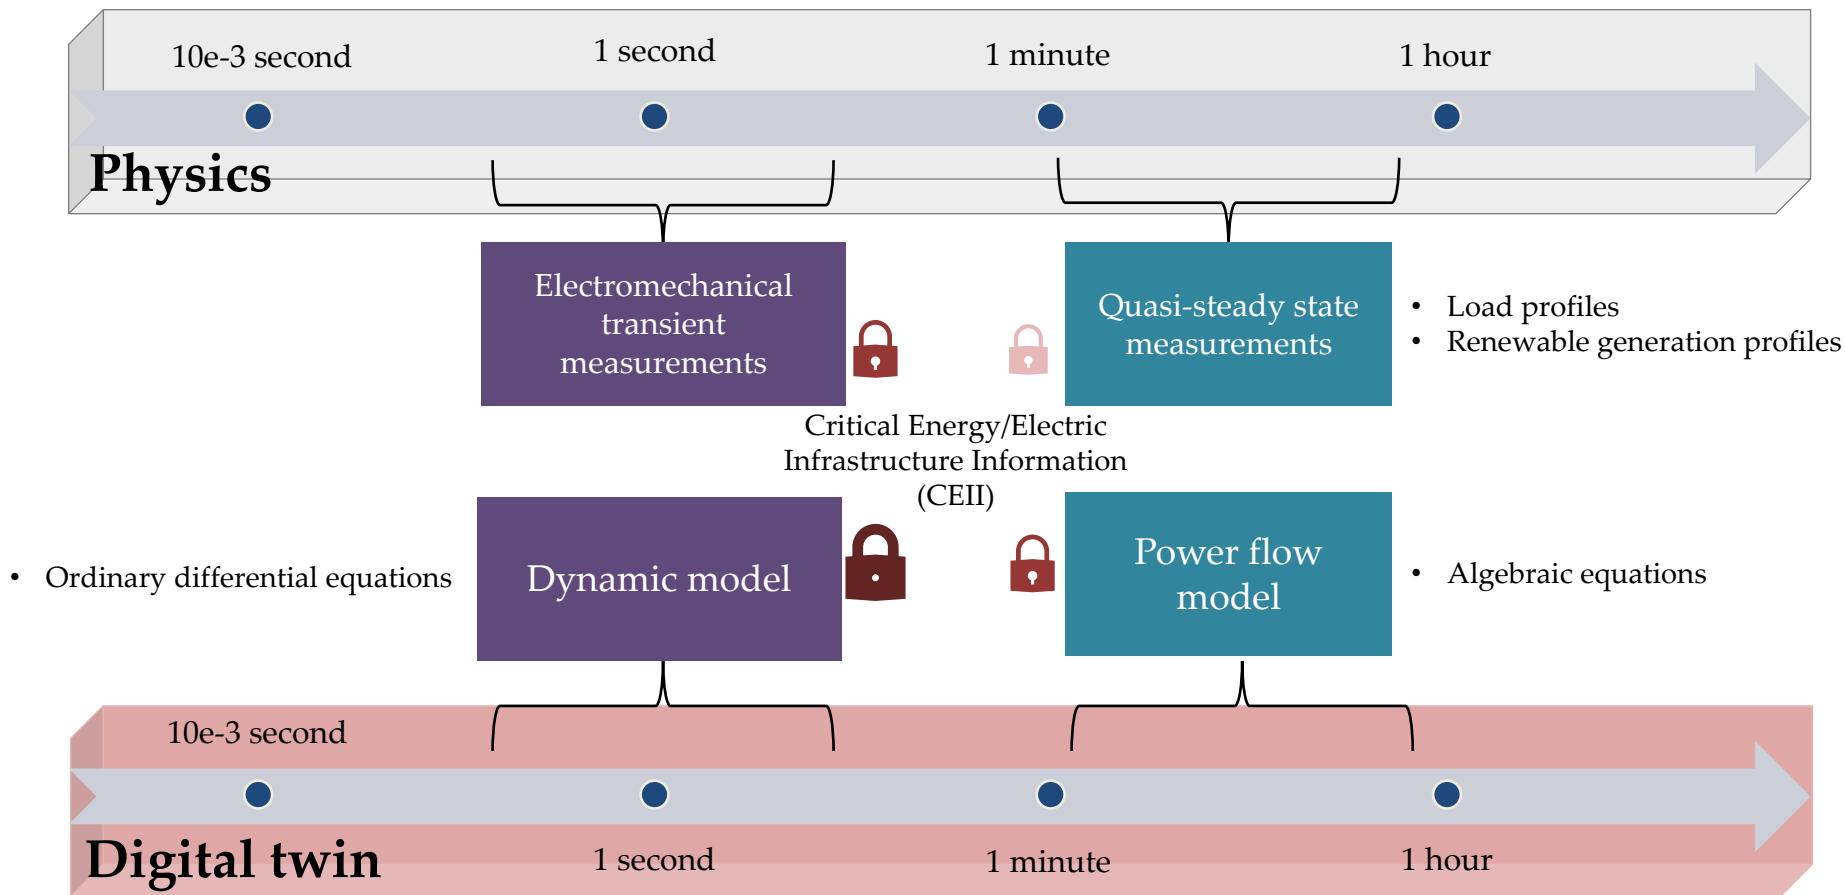 10e-3 second
1 second
1 minute
1 hour
Physics
Electromechanical
transient
measurements
Quasi-steady state
measurements
• Load profiles
• Renewable generation profiles
Critical Energy/Electric
Infrastructure Information
(CEII)
• Ordinary differential equations
Dynamic model
Power flow
model
• Algebraic equations
10e-3 second
1 second
1 minute
1 hour
Digital twin